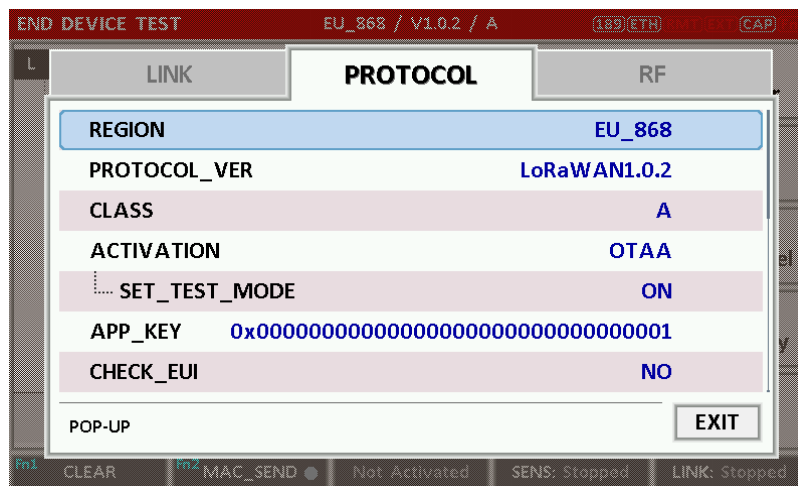 END DEVICE TEST EU_868 / V1.0.2 / A (189) (ETH) (CAP)
L LINK PROTOCOL RF
REGION EU_868
PROTOCOL_VER LoRaWAN1.0.2
CLASS A
ACTIVATION OTAA
SET_TEST_MODE ON
APP_KEY 0x00000000000000000000000000000001
CHECK_EUI NO
POP-UP EXIT
Fn1 CLEAR Fn2 MAC_SEND Not Activated SENS: Stopped LINK: Stopped